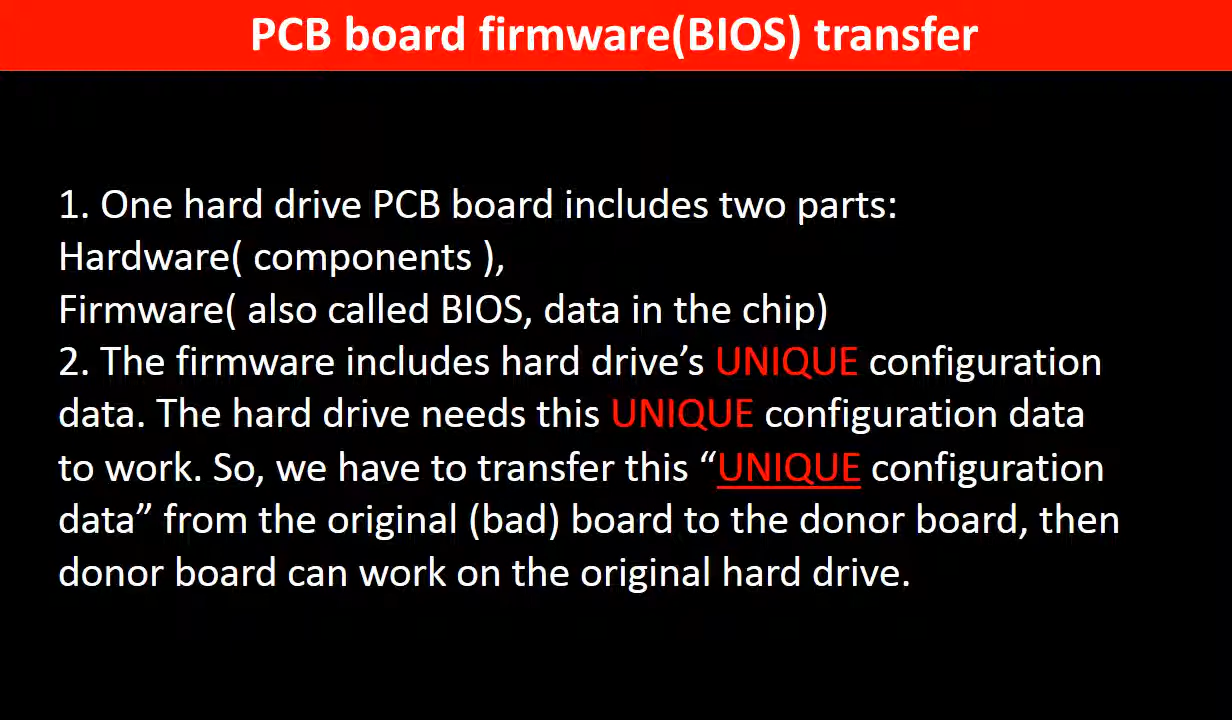 PCB board firmware(BIOS) transfer
1. One hard drive PCB board includes two parts:
Hardware( components ),
Firmware( also called BIOS, data in the chip)
2. The firmware includes hard drive’s UNIQUE configuration
data. The hard drive needs this UNIQUE configuration data
to work. So, we have to transfer this “UNIQUE configuration
data” from the original (bad) board to the donor board, then
donor board can work on the original hard drive.